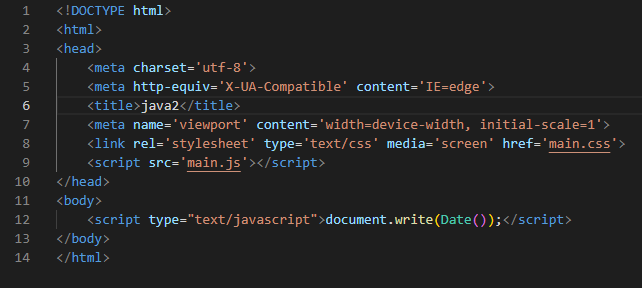 1 <!DOCTYPE html>
2 <html>
3 <head>
4 <meta charset='utf-8'>
5 <meta http-equiv='X-UA-Compatible' content='IE=edge'>
6 <title>java2</title>
7 <meta name='viewport' content='width=device-width, initial-scale=1'>
8 <link rel='stylesheet' type='text/css' media='screen' href='main.css'>
9 <script src='main.js'></script>
10 </head>
11 <body>
12 <script type="text/javascript">document.write(Date());</script>
13 </body>
14 </html>